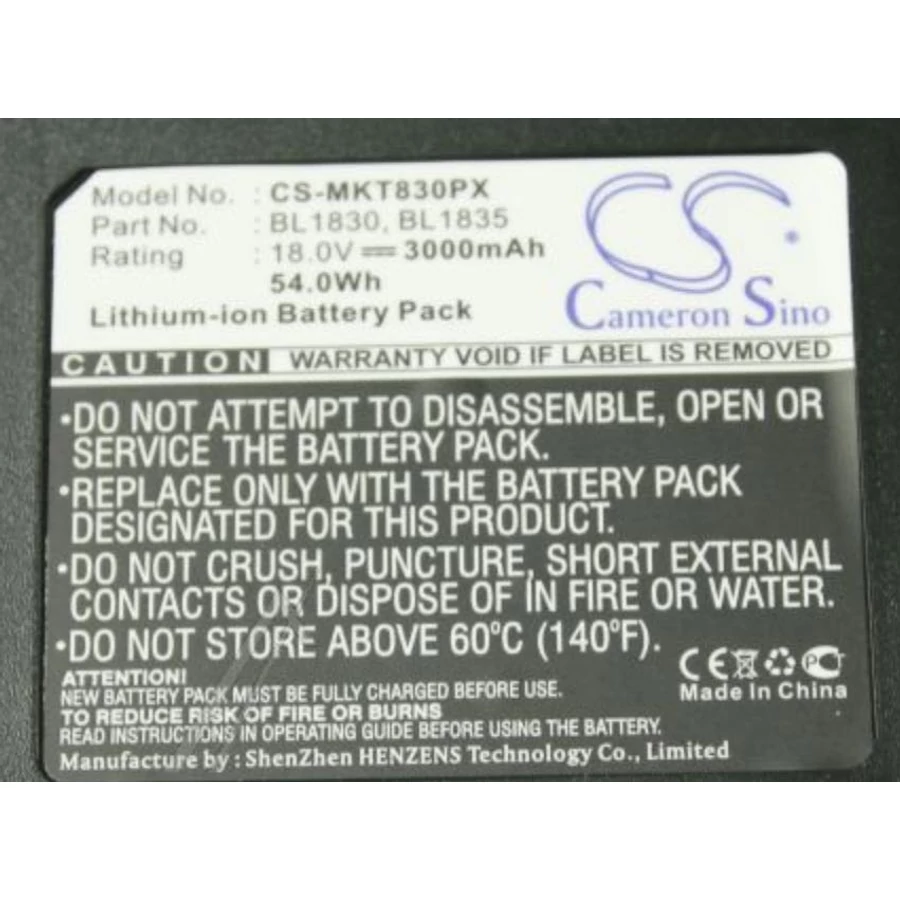 Model No. : CS-MKT830PX
Part No. : BL1830, BL1835
Rating : 18.0V 3000mAh
54.0Wh
Lithium-ion Battery Pack
CS
Cameron Sino
CAUTION WARRANTY VOID IF LABEL IS REMOVED
•DO NOT ATTEMPT TO DISASSEMBLE, OPEN OR
SERVICE THE BATTERY PACK.
•REPLACE ONLY WITH THE BATTERY PACK
DESIGNATED FOR THIS PRODUCT.
•DO NOT CRUSH, PUNCTURE, SHORT EXTERNAL
CONTACTS OR DISPOSE OF IN FIRE OR WATER.
•DO NOT STORE ABOVE 60°C (140°F).
ATTENTION!
NEW BATTERY PACK MUST BE FULLY CHARGED BEFORE USE.
TO REDUCE RISK OF FIRE OR BURNS
READ INSTRUCTIONS IN OPERATING GUIDE BEFORE USING THE BATTERY.
Manufacture by : ShenZhen HENZENS Technology Co., Limited
CE
Made In China